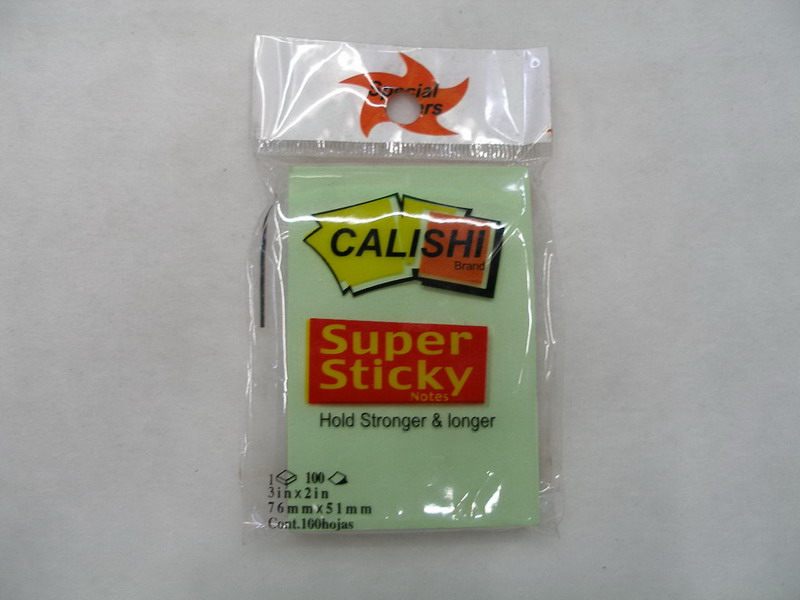 Special
CALISHI
Brand
Super
Sticky
Notes
Hold Stronger & longer
1 100
3in x 2in
76mm x 51mm
Cont.100hojas